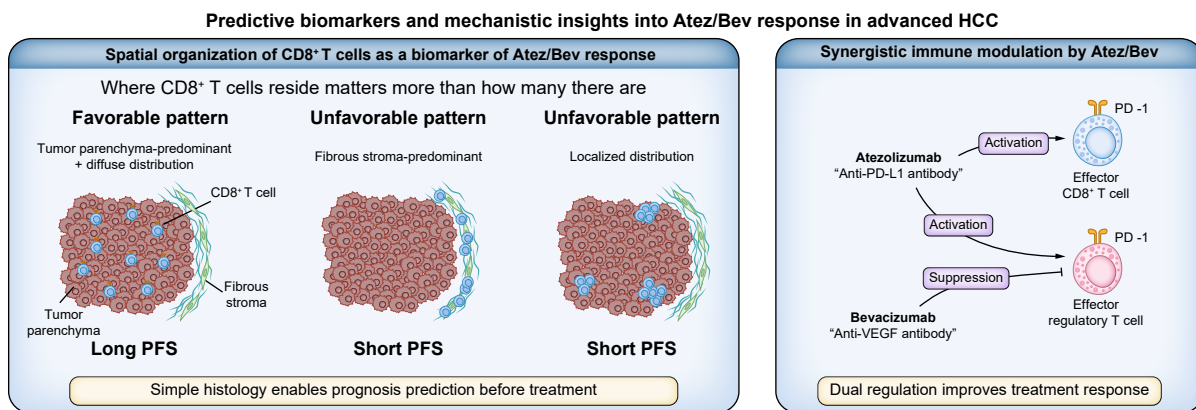 Predictive biomarkers and mechanistic insights into Atez/Bev response in advanced HCC
Spatial organization of CD8⁺ T cells as a biomarker of Atez/Bev response
Where CD8⁺ T cells reside matters more than how many there are
Favorable pattern
Tumor parenchyma-predominant
+ diffuse distribution
CD8⁺ T cell
Fibrous
stroma
Tumor
parenchyma
Long PFS
Unfavorable pattern
Fibrous stroma-predominant
Short PFS
Unfavorable pattern
Localized distribution
Short PFS
Simple histology enables prognosis prediction before treatment
Synergistic immune modulation by Atez/Bev
PD -1
Activation
Atezolizumab
“Anti-PD-L1 antibody”
Effector
CD8⁺ T cell
Activation
PD -1
Suppression
Bevacizumab
“Anti-VEGF antibody”
Effector
regulatory T cell
Dual regulation improves treatment response